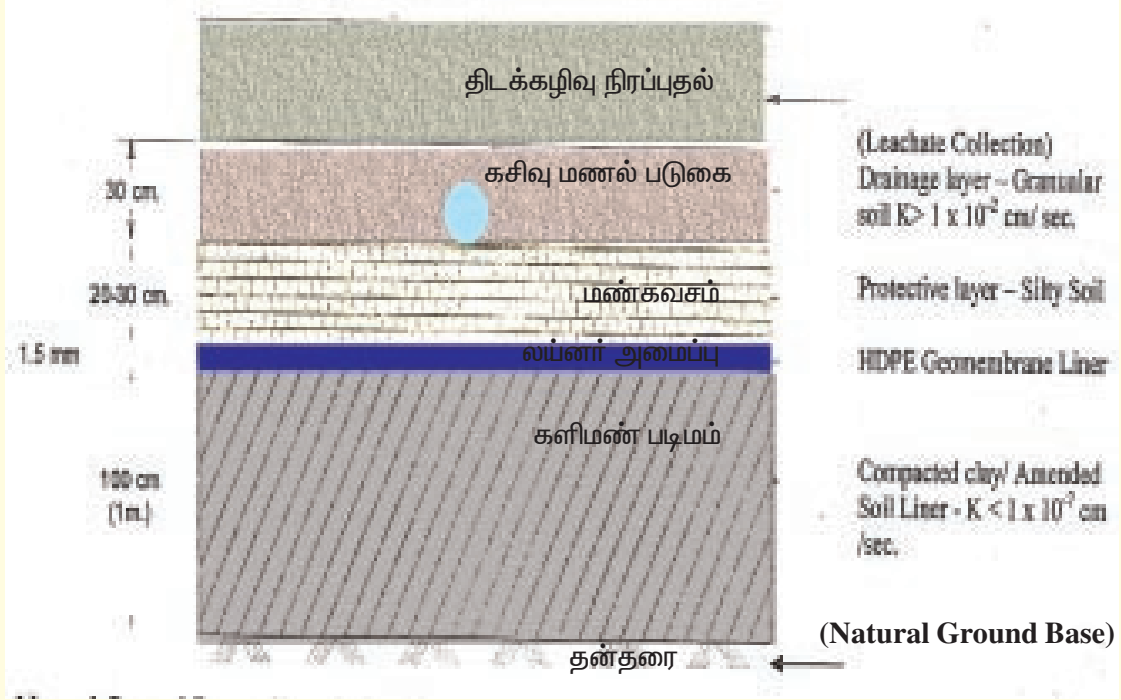 திடக்கழிவு நிரப்புதல்
(Leachate Collection)
Drainage layer – Granular
soil K> 1 x 10⁻² cm/ sec.
கசிவு மணல் படுகை
30 cm.
20-30 cm.
மண்கவசம்
Protective layer – Silty Soil
1.5 mm
லய்னர் அமைப்பு
HDPE Geomembrane Liner
களிமண் படிமம்
100 cm
(1m.)
Compacted clay/ Amended
Soil Liner - K < 1 x 10⁻⁷ cm
/sec.
(Natural Ground Base)
தன்தரை